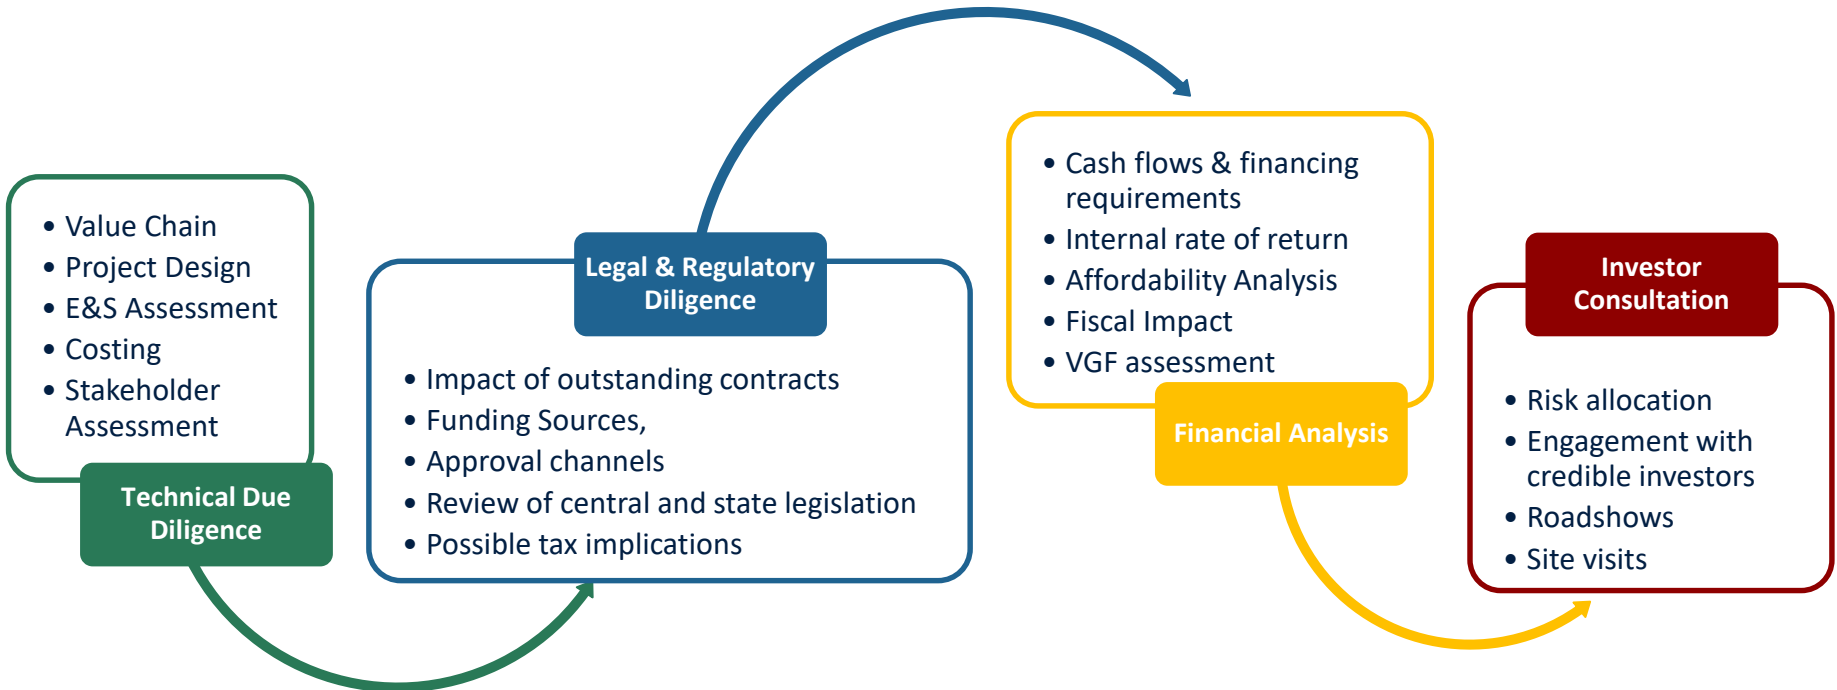 • Value Chain
• Project Design
• E&S Assessment
• Costing
• Stakeholder
Assessment
Technical Due
Diligence
Legal & Regulatory
Diligence
• Impact of outstanding contracts
• Funding Sources,
• Approval channels
• Review of central and state legislation
• Possible tax implications
• Cash flows & financing
requirements
• Internal rate of return
• Affordability Analysis
• Fiscal Impact
• VGF assessment
Financial Analysis
Investor
Consultation
• Risk allocation
• Engagement with
credible investors
• Roadshows
• Site visits